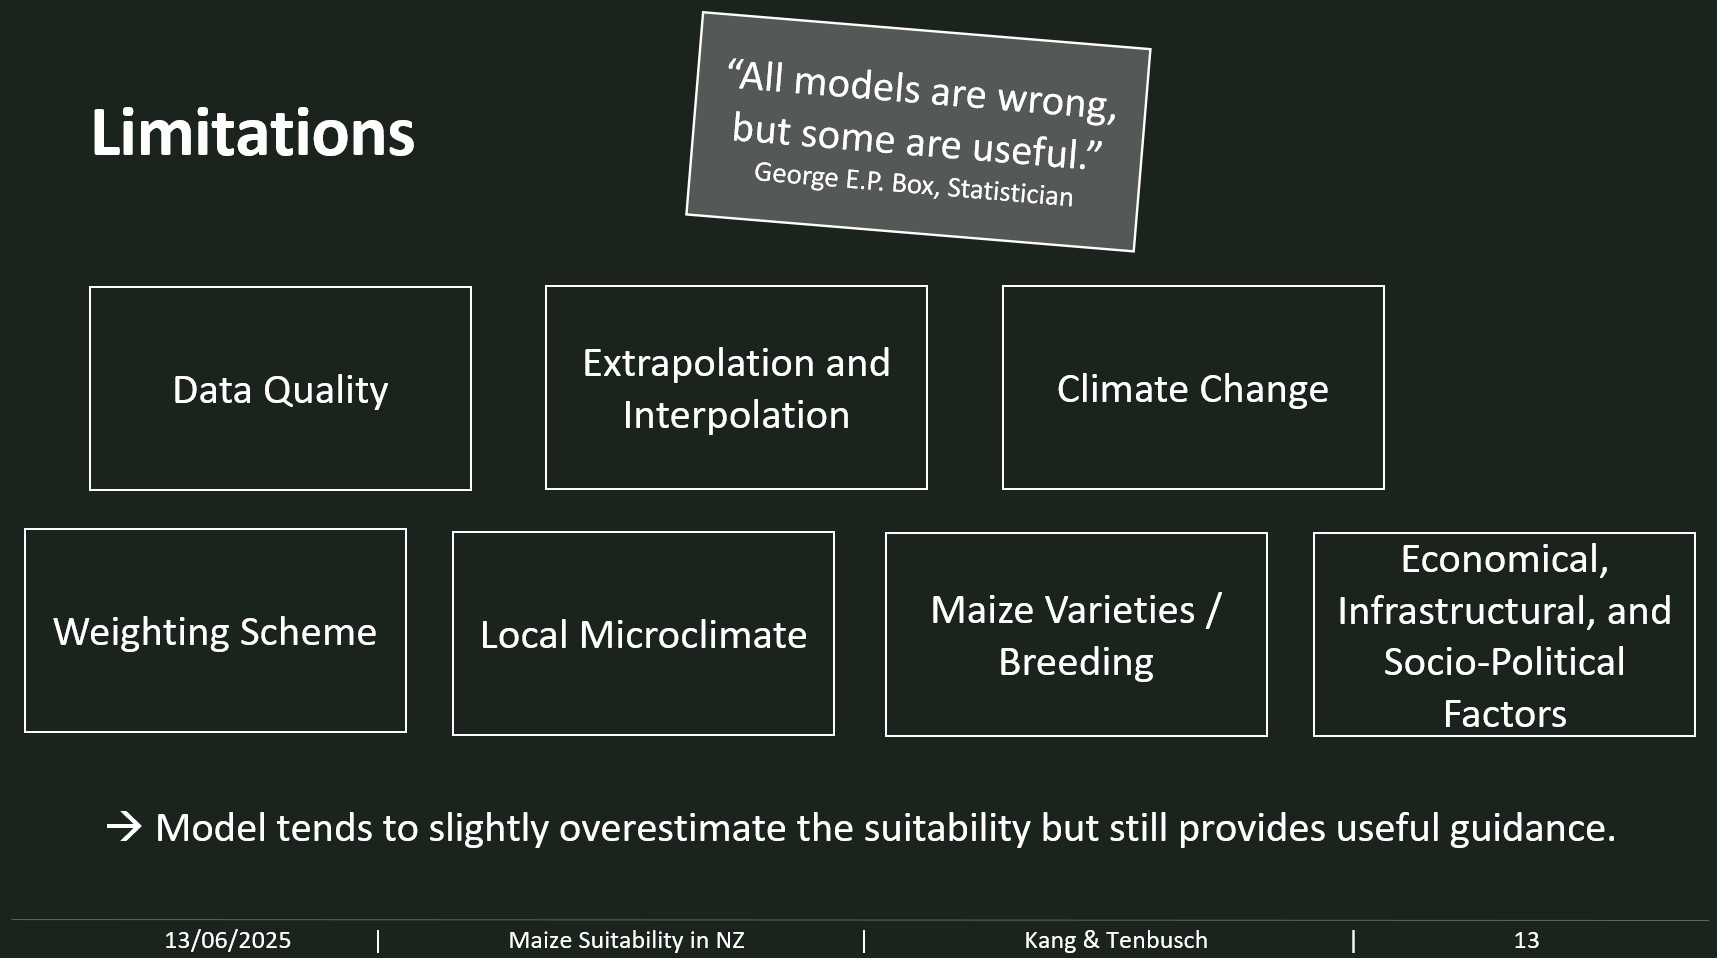 Limitations
“All models are wrong,
but some are useful.”
George E.P. Box, Statistician
Data Quality
Extrapolation and
Interpolation
Climate Change
Weighting Scheme
Local Microclimate
Maize Varieties /
Breeding
Economical,
Infrastructural, and
Socio-Political
Factors
→ Model tends to slightly overestimate the suitability but still provides useful guidance.
13/06/2025 | Maize Suitability in NZ | Kang & Tenbusch | 13